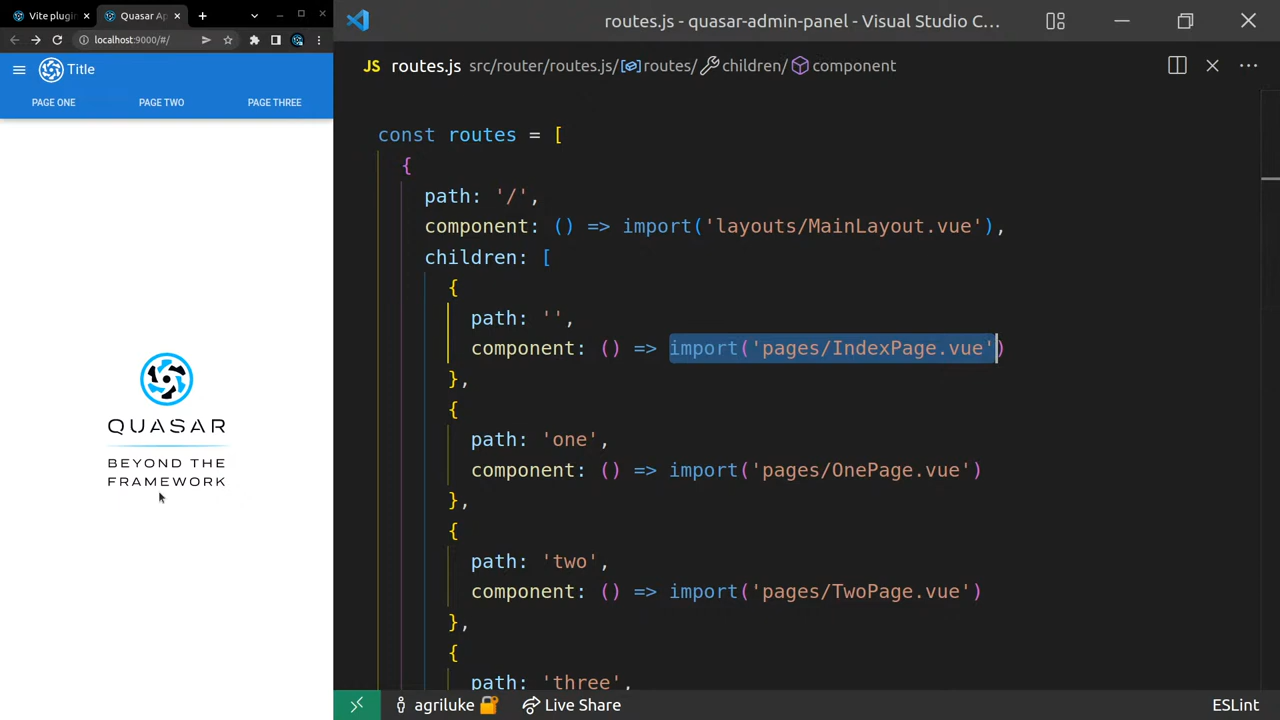 Vite plugin
Quasar Ap
localhost:9000/#/
Title
PAGE ONE
PAGE TWO
PAGE THREE
QUASAR
BEYOND THE
FRAMEWORK
routes.js - quasar-admin-panel - Visual Studio C...
JS routes.js src/router/routes.js/ routes/ children/ component
const routes = [
{
path: '/',
component: () => import('layouts/MainLayout.vue'),
children: [
{
path: '',
component: () => import('pages/IndexPage.vue')
},
{
path: 'one',
component: () => import('pages/OnePage.vue')
},
{
path: 'two',
component: () => import('pages/TwoPage.vue')
},
{
path: 'three',
agriluke
Live Share
ESLint